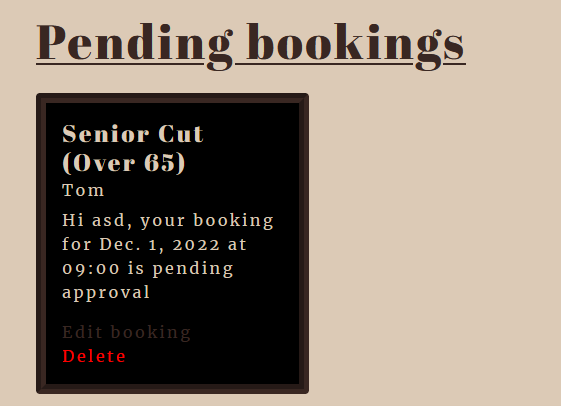 Pending bookings
Senior Cut
(Over 65)
Tom
Hi asd, your booking
for Dec. 1, 2022 at
09:00 is pending
approval
Edit booking
Delete